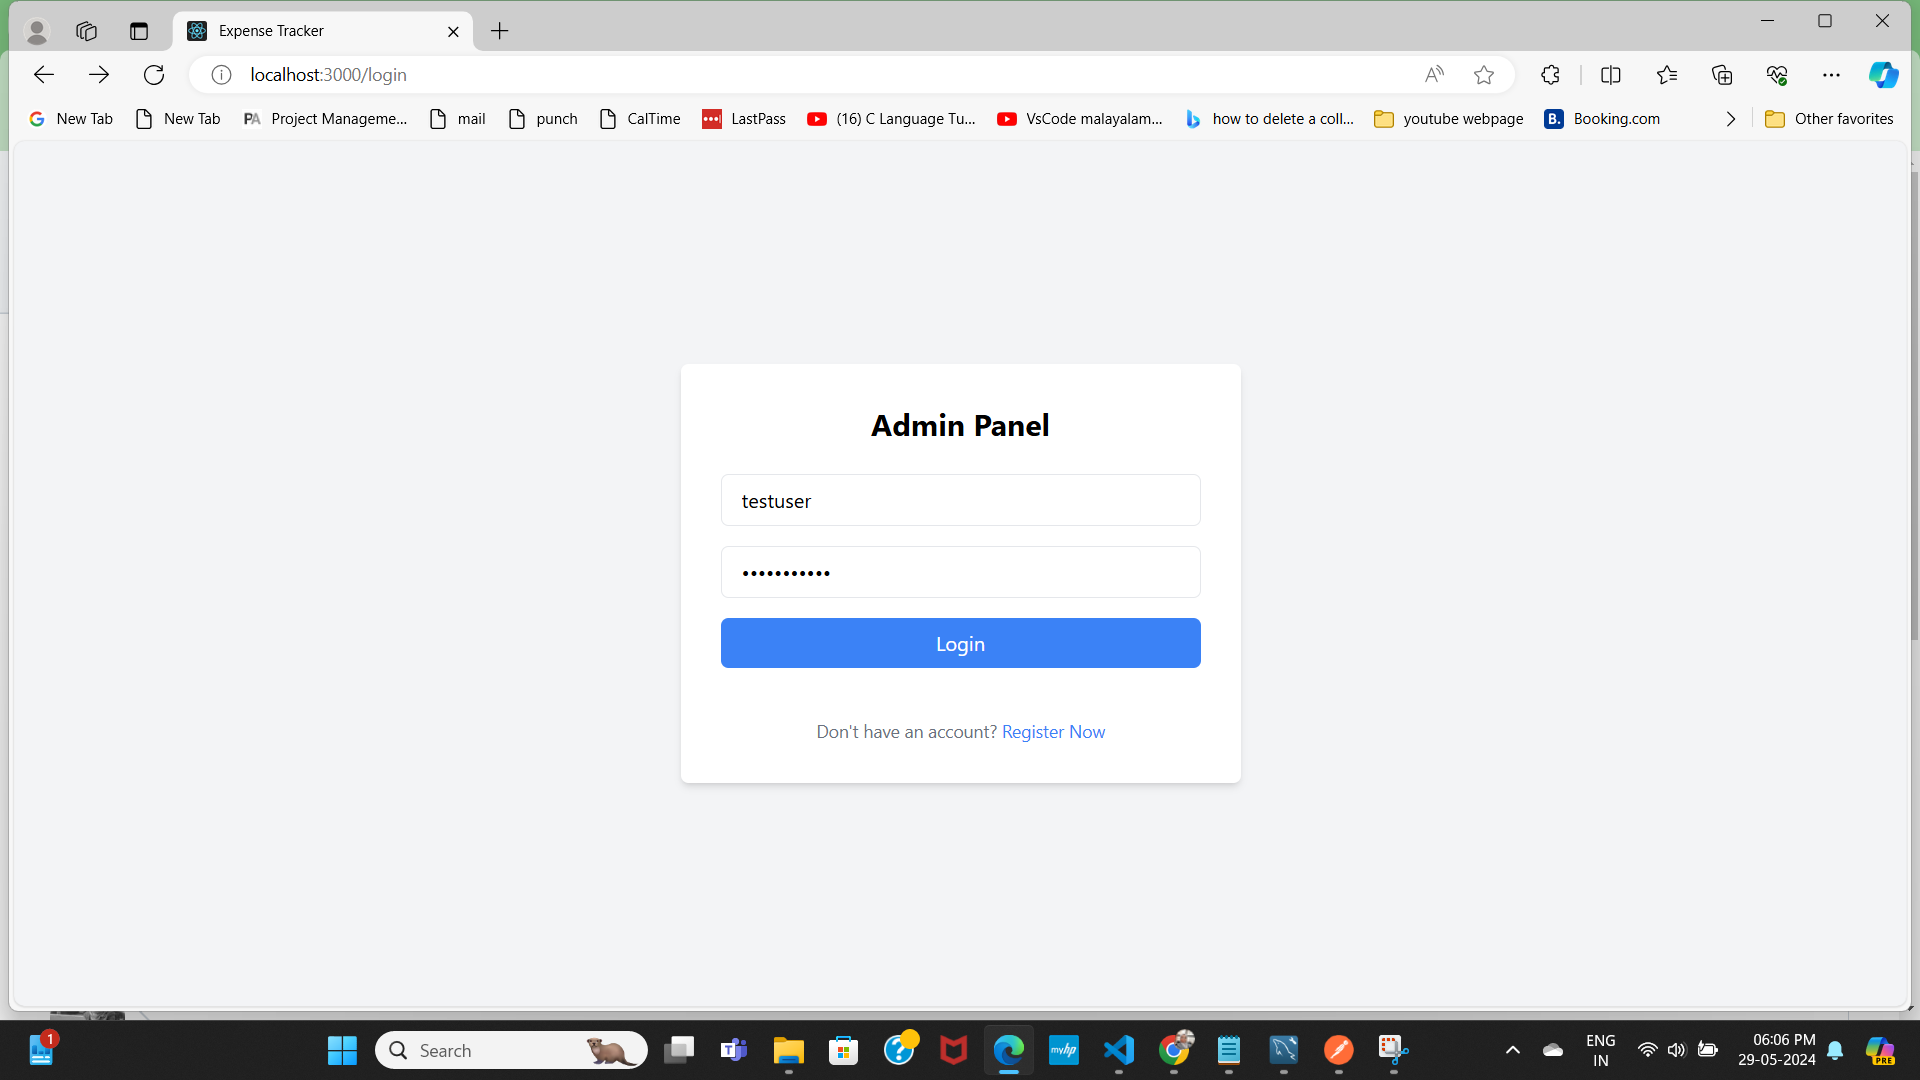 Expense Tracker
localhost:3000/login
New Tab
New Tab
PA Project Manageme...
mail
punch
CalTime
LastPass
(16) C Language Tu...
VsCode malayalam...
how to delete a coll...
youtube webpage
B. Booking.com
Other favorites
Admin Panel
testuser
•••••••••••
Login
Don't have an account? Register Now
1
Search
myhp
ENG
IN
06:06 PM
29-05-2024
PRE